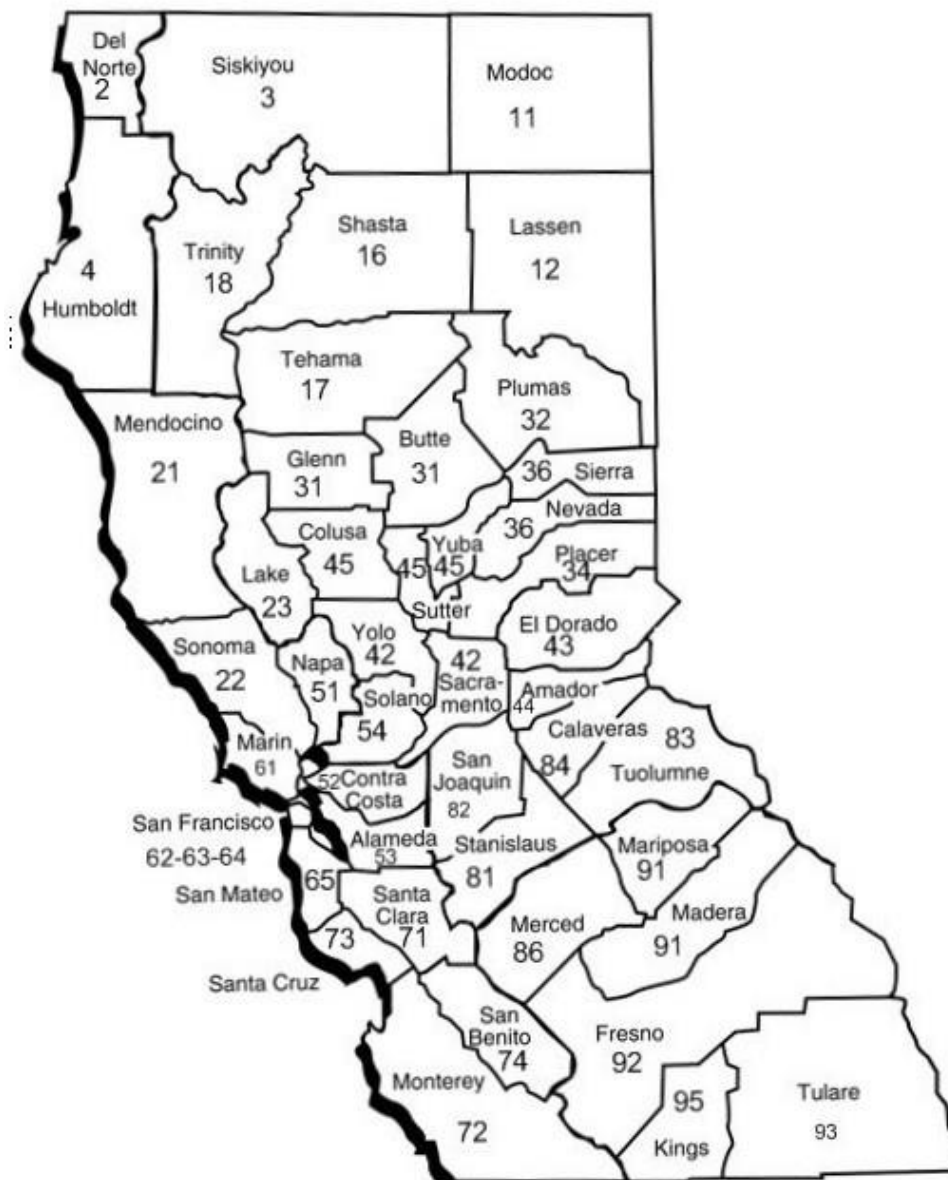 Del
Norte
2
Siskiyou
3
Modoc
11
4
Humboldt
Trinity
18
Shasta
16
Lassen
12
Tehama
17
Plumas
32
Mendocino
21
Glenn
31
Butte
31
36 Sierra
Nevada
36
Colusa
45
45
Sutter
Yuba
45
Placer
34
Lake
23
El Dorado
43
Sonoma
22
Napa
51
Yolo
42
Solano
54
42
Sacra-
mento
Amador
44
Calaveras
84
83
Tuolumne
Marin
61
52 Contra
Costa
San
Joaquin
82
San Francisco
62-63-64
Alameda
53
Stanislaus
81
Mariposa
91
San Mateo
65
Santa
Clara
71
Merced
86
Madera
91
73
Santa Cruz
San
Benito
74
Fresno
92
Monterey
72
95
Kings
Tulare
93